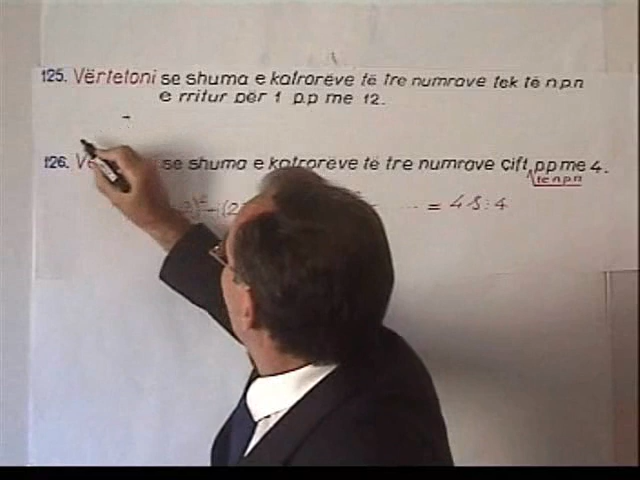 125. Vërtetoni se shuma e katrorëve të tre numrave tek të n.p.n
e rritur për 1 p.p me 12.
126. se shuma e katrorëve të tre numrave çift p.p me 4.
të n.p.n
= 4S:4